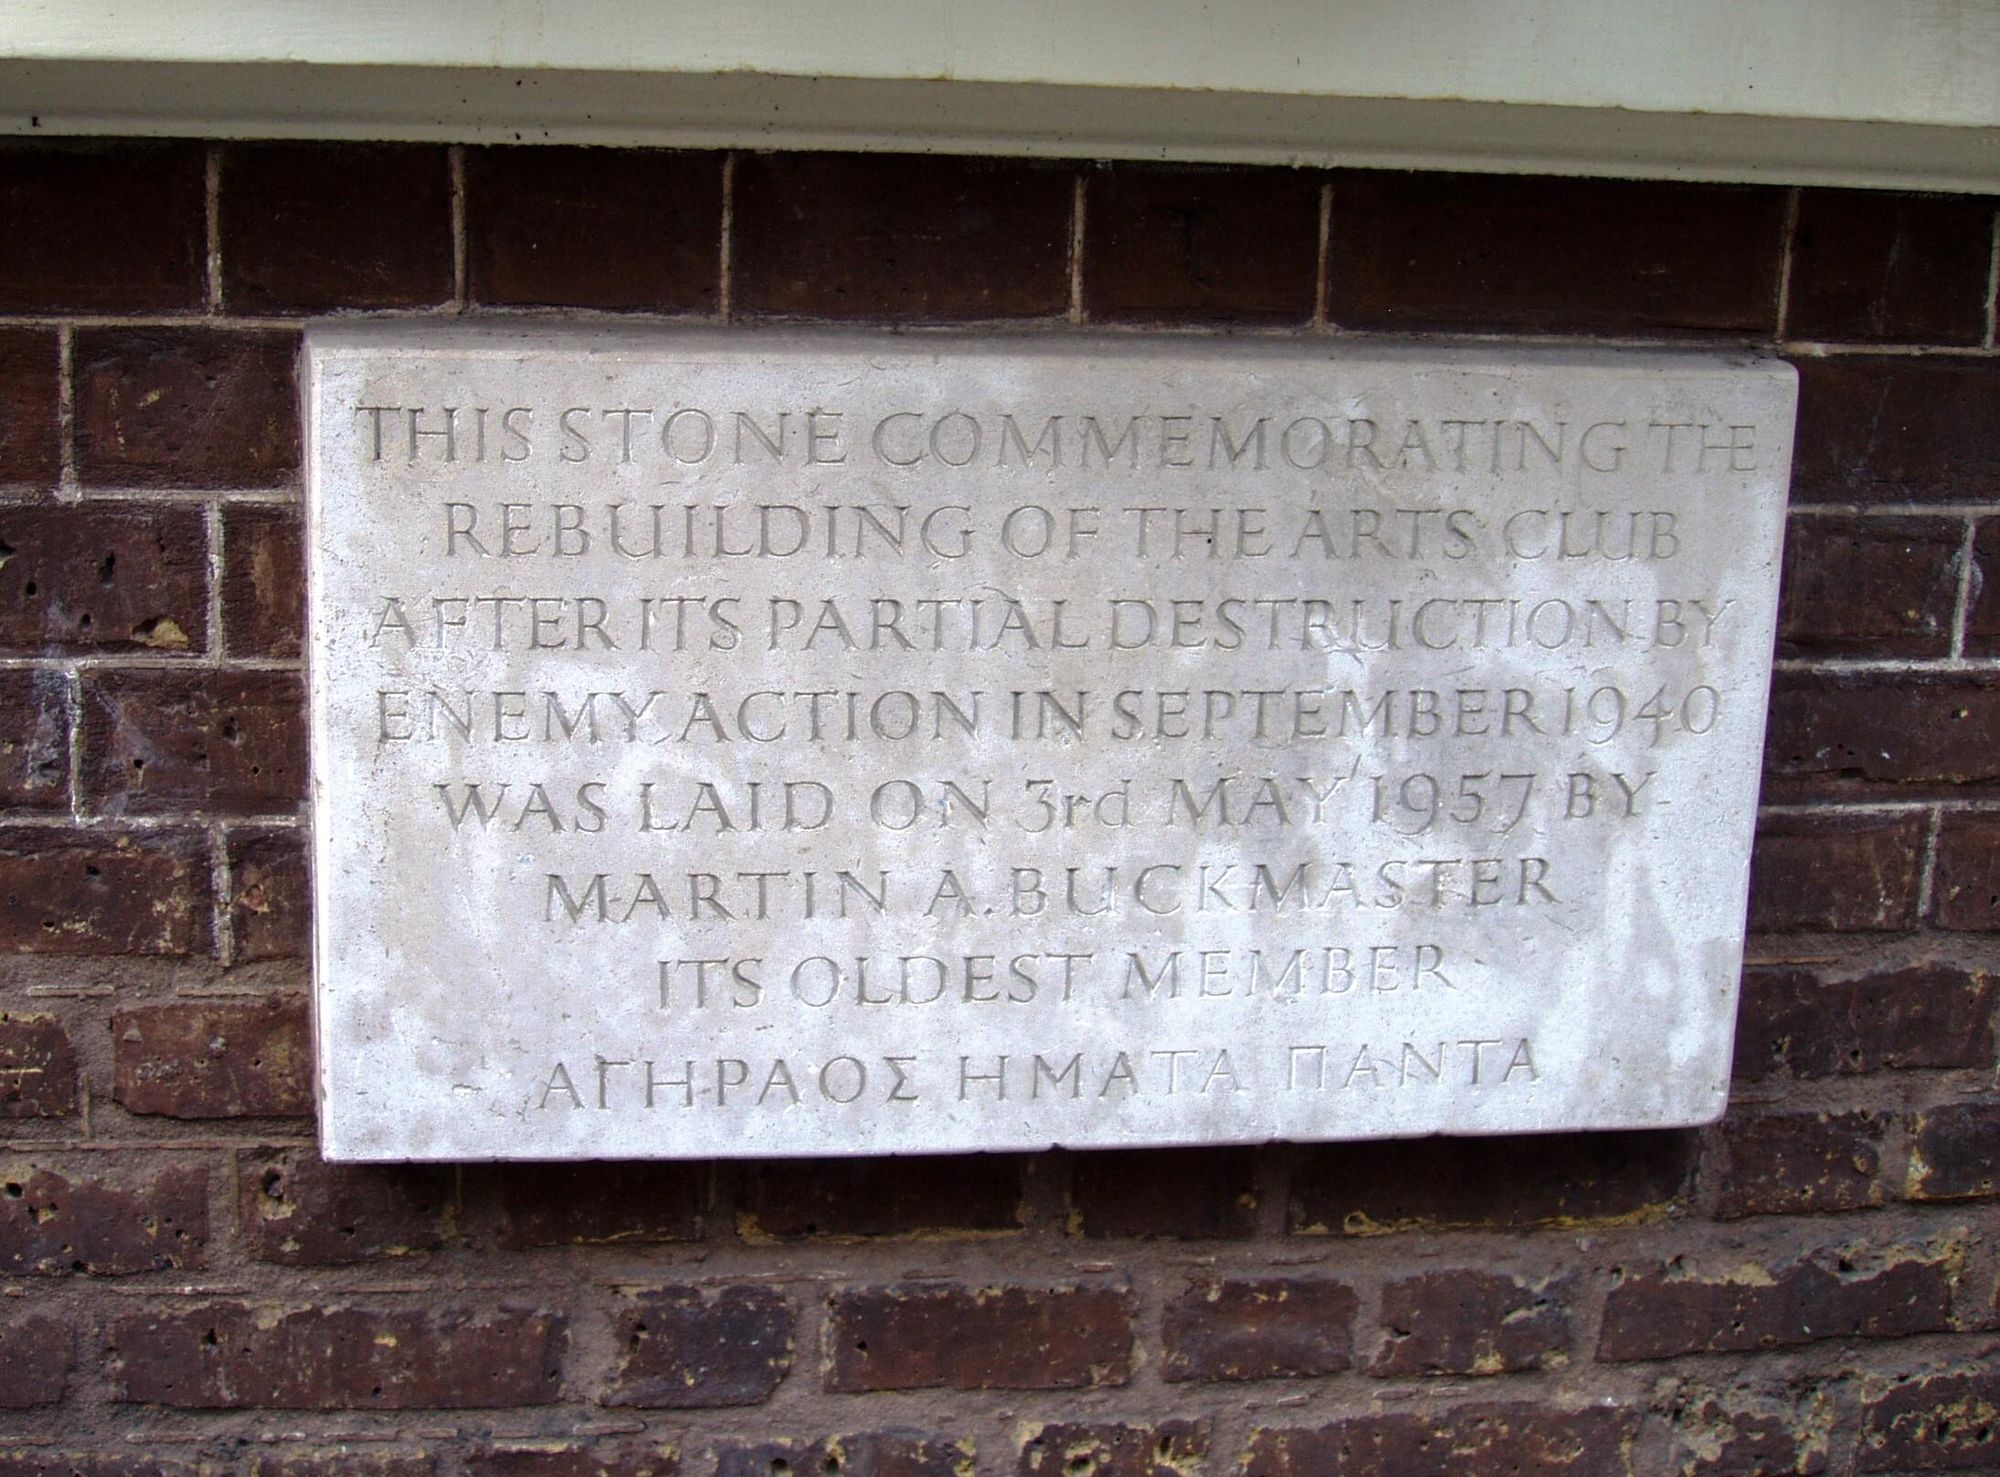 THIS STONE COMMEMORATING THE
REBUILDING OF THE ARTS CLUB
AFTER ITS PARTIAL DESTRUCTION BY
ENEMY ACTION IN SEPTEMBER 1940
WAS LAID ON 3rd MAY 1957 BY
MARTIN A. BUCKMASTER
ITS OLDEST MEMBER
ΑΓΗΡΑΟΣ ΗΜΑΤΑ ΠΑΝΤΑ